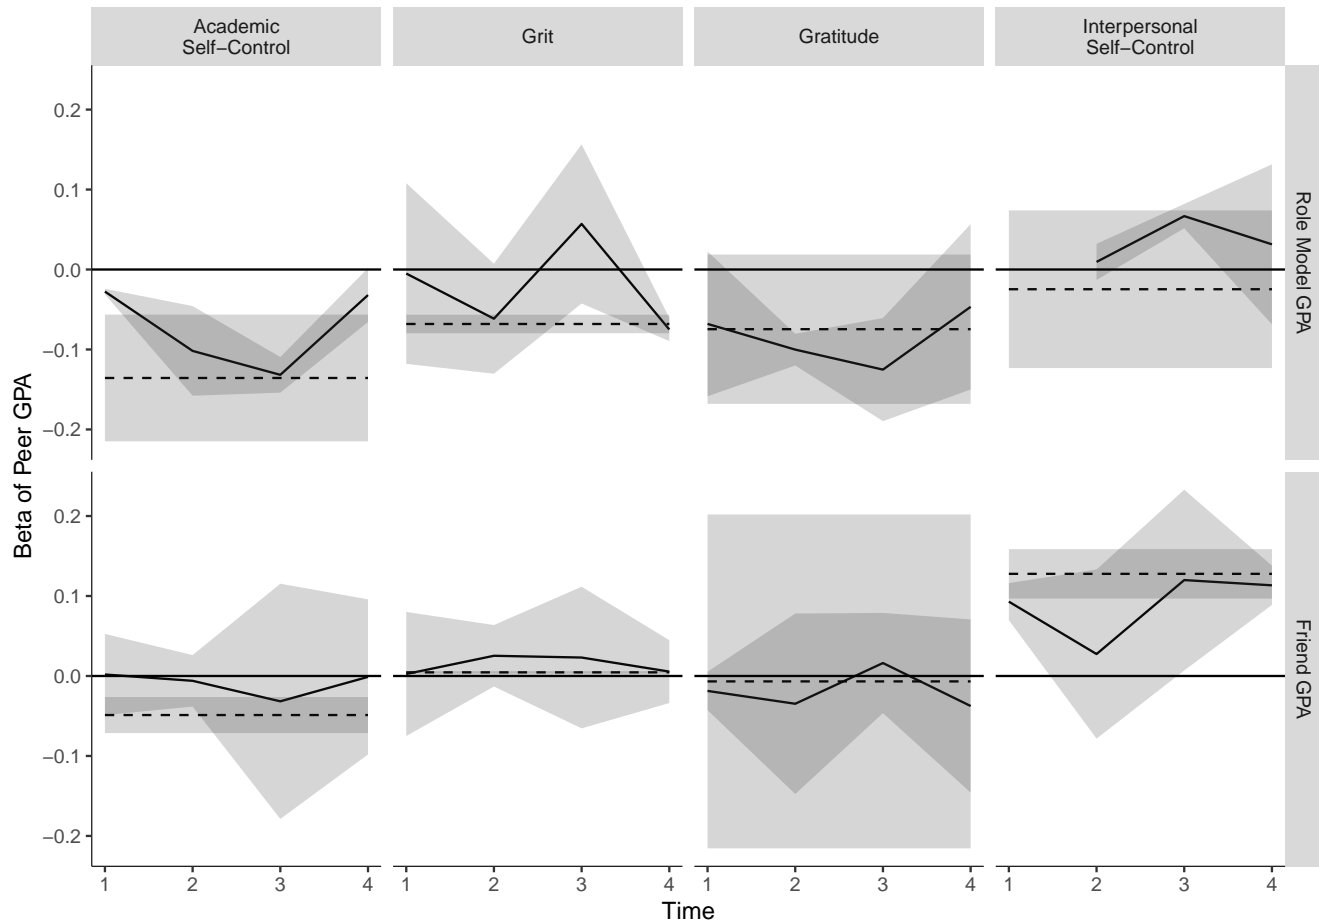 Academic
Self−Control
Grit
Gratitude
Interpersonal
Self−Control
0.2
0.1
0.0
−0.1
−0.2
Role Model GPA
Beta of Peer GPA
0.2
0.1
0.0
−0.1
−0.2
Friend GPA
1 2 3 4 1 2 3 4 1 2 3 4 1 2 3 4
Time